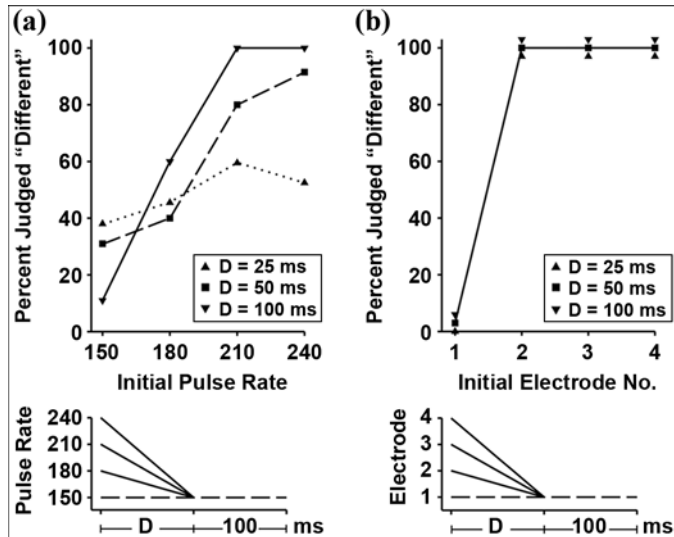 (a)
Percent Judged "Different"
100
80
60
40
20
0
D = 25 ms
D = 50 ms
D = 100 ms
150 180 210 240
Initial Pulse Rate
Pulse Rate
240
210
180
150
D 100 ms
(b)
Percent Judged "Different"
100
80
60
40
20
0
D = 25 ms
D = 50 ms
D = 100 ms
1 2 3 4
Initial Electrode No.
Electrode
4
3
2
1
D 100 ms